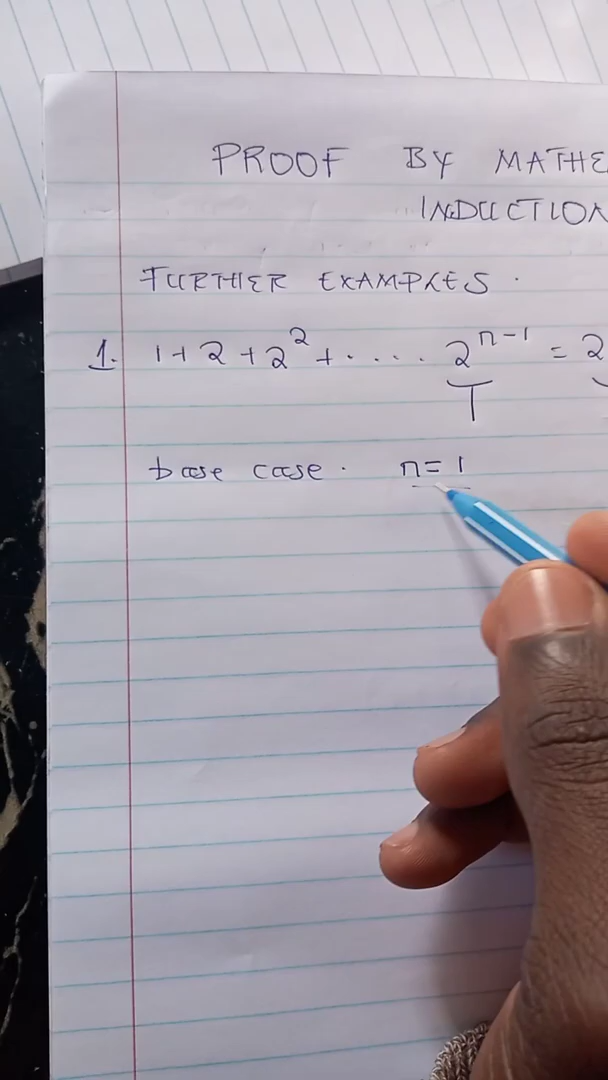 PROOF BY MATHE
INDUCTION
FURTHER EXAMPLES.
1. 1+2+2²+.... 2ⁿ⁻¹ = 2
T
base case. n=1